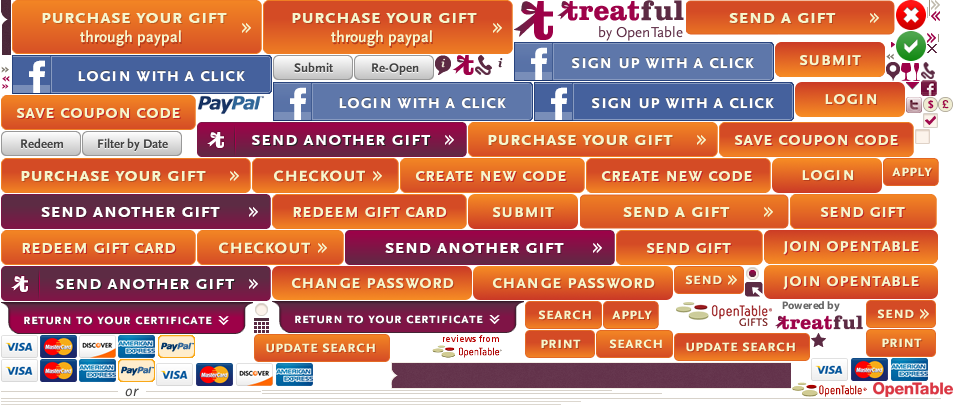 PURCHASE YOUR GIFT »
through paypal
PURCHASE YOUR GIFT »
through paypal
treatful
by OpenTable
SEND A GIFT »
f LOGIN WITH A CLICK
Submit
Re-Open
f SIGN UP WITH A CLICK
SUBMIT
SAVE COUPON CODE
PayPal™
f LOGIN WITH A CLICK
f SIGN UP WITH A CLICK
LOGIN
f
t $ £
Redeem
Filter by Date
SEND ANOTHER GIFT »
PURCHASE YOUR GIFT »
SAVE COUPON CODE
PURCHASE YOUR GIFT »
CHECKOUT »
CREATE NEW CODE
CREATE NEW CODE
LOGIN
APPLY
SEND ANOTHER GIFT »
REDEEM GIFT CARD
SUBMIT
SEND A GIFT »
SEND GIFT
REDEEM GIFT CARD
CHECKOUT »
SEND ANOTHER GIFT »
SEND GIFT
JOIN OPENTABLE
SEND ANOTHER GIFT »
CHANGE PASSWORD
CHANGE PASSWORD
SEND »
JOIN OPENTABLE
RETURN TO YOUR CERTIFICATE
RETURN TO YOUR CERTIFICATE
SEARCH
APPLY
OpenTable®
GIFTS
Powered by
treatful
SEND »
VISA
MasterCard
DISCOVER
AMERICAN EXPRESS
PayPal
UPDATE SEARCH
reviews from
OpenTable®
PRINT
SEARCH
UPDATE SEARCH
PRINT
VISA
MasterCard
AMERICAN EXPRESS
PayPal
VISA
MasterCard
DISCOVER
AMERICAN EXPRESS
VISA
MasterCard
AMERICAN EXPRESS
or
OpenTable®
OpenTable